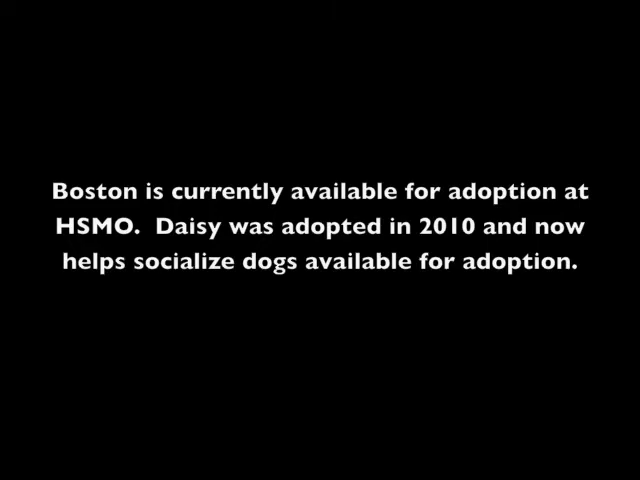 Boston is currently available for adoption at
HSMO.  Daisy was adopted in 2010 and now
helps socialize dogs available for adoption.